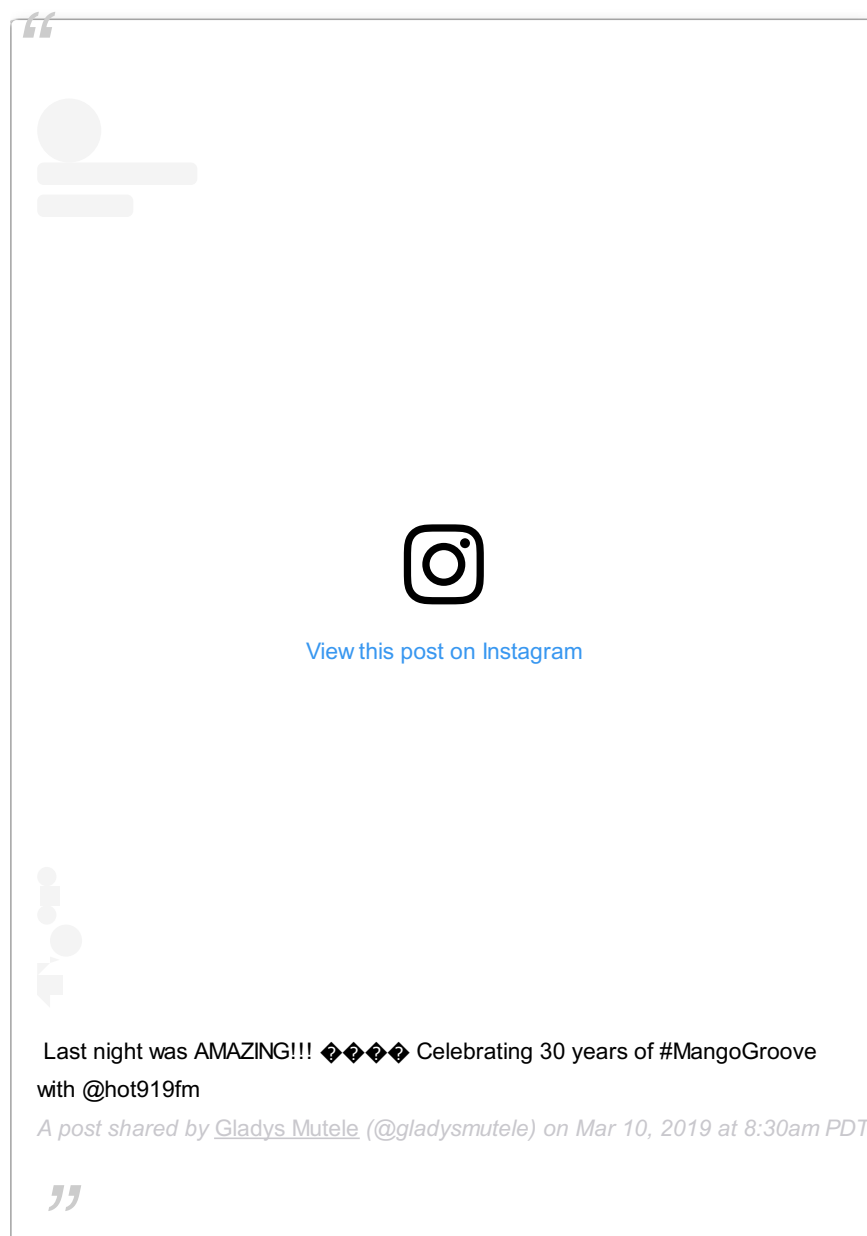 “
View this post on Instagram
Last night was AMAZING!!! ���� Celebrating 30 years of #MangoGroove
with @hot919fm
A post shared by Gladys Mutele (@gladysmutele) on Mar 10, 2019 at 8:30am PDT
”